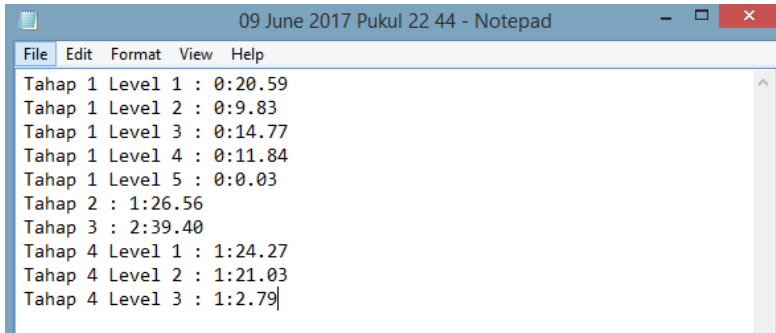 09 June 2017 Pukul 22 44 - Notepad
File Edit Format View Help
Tahap 1 Level 1 : 0:20.59
Tahap 1 Level 2 : 0:9.83
Tahap 1 Level 3 : 0:14.77
Tahap 1 Level 4 : 0:11.84
Tahap 1 Level 5 : 0:0.03
Tahap 2 : 1:26.56
Tahap 3 : 2:39.40
Tahap 4 Level 1 : 1:24.27
Tahap 4 Level 2 : 1:21.03
Tahap 4 Level 3 : 1:2.79